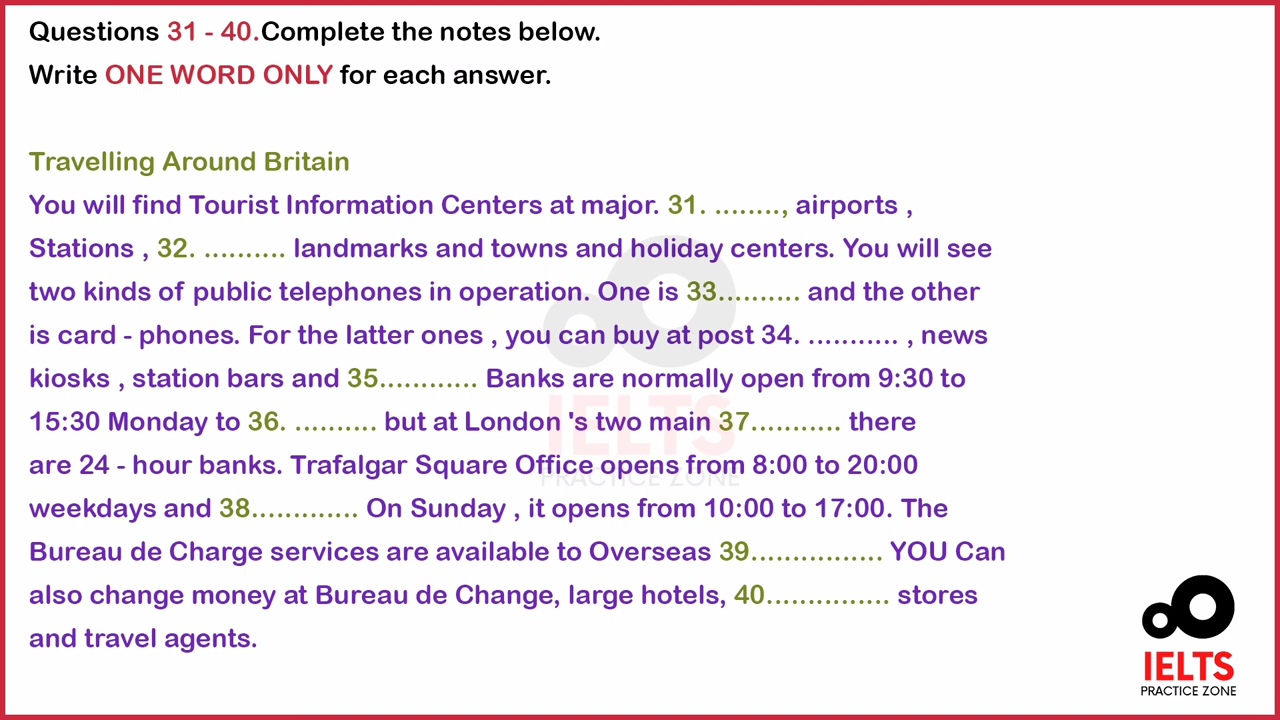 Questions 31 - 40.Complete the notes below.
Write ONE WORD ONLY for each answer.
Travelling Around Britain
You will find Tourist Information Centers at major. 31. ........, airports ,
Stations , 32. .......... landmarks and towns and holiday centers. You will see
two kinds of public telephones in operation. One is 33.......... and the other
is card - phones. For the latter ones , you can buy at post 34. ........... , news
kiosks , station bars and 35............ Banks are normally open from 9:30 to
15:30 Monday to 36. .......... but at London 's two main 37........... there
are 24 - hour banks. Trafalgar Square Office opens from 8:00 to 20:00
weekdays and 38............. On Sunday , it opens from 10:00 to 17:00. The
Bureau de Charge services are available to Overseas 39................ YOU Can
also change money at Bureau de Change, large hotels, 40............... stores
and travel agents.
IELTS
PRACTICE ZONE
IELTS
PRACTICE ZONE